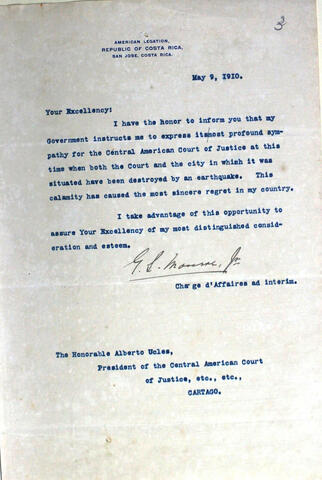 3
AMERICAN LEGATION,
REPUBLIC OF COSTA RICA,
SAN JOSE, COSTA RICA.
May 9, 1910.
Your Excellency:
I have the honor to inform you that my
Government instructs me to express itsmost profound sym-
pathy for the Central American Court of Justice at this
time when both the Court and the city in which it was
situated have been destroyed by an earthquake. This
calamity has caused the most sincere regret in my country.
I take advantage of this opportunity to
assure Your Excellency of my most distinguished consid-
eration and esteem.
G. L. Monroe, Jr
Charge d'Affaires ad interim.
The Honorable Alberto Ucles,
President of the Central American Court
of Justice, etc., etc.,
CARTAGO.